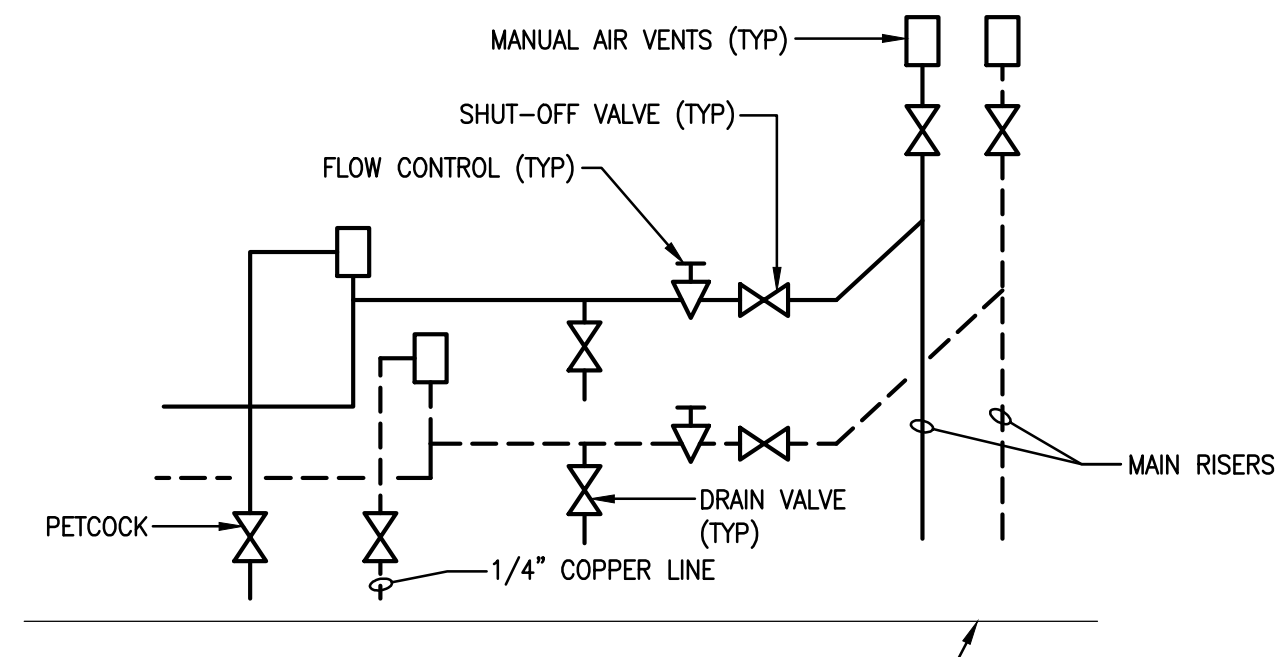 MANUAL AIR VENTS (TYP)
SHUT-OFF VALVE (TYP)
FLOW CONTROL (TYP)
MAIN RISERS
DRAIN VALVE
(TYP)
PETCOCK
1/4" COPPER LINE